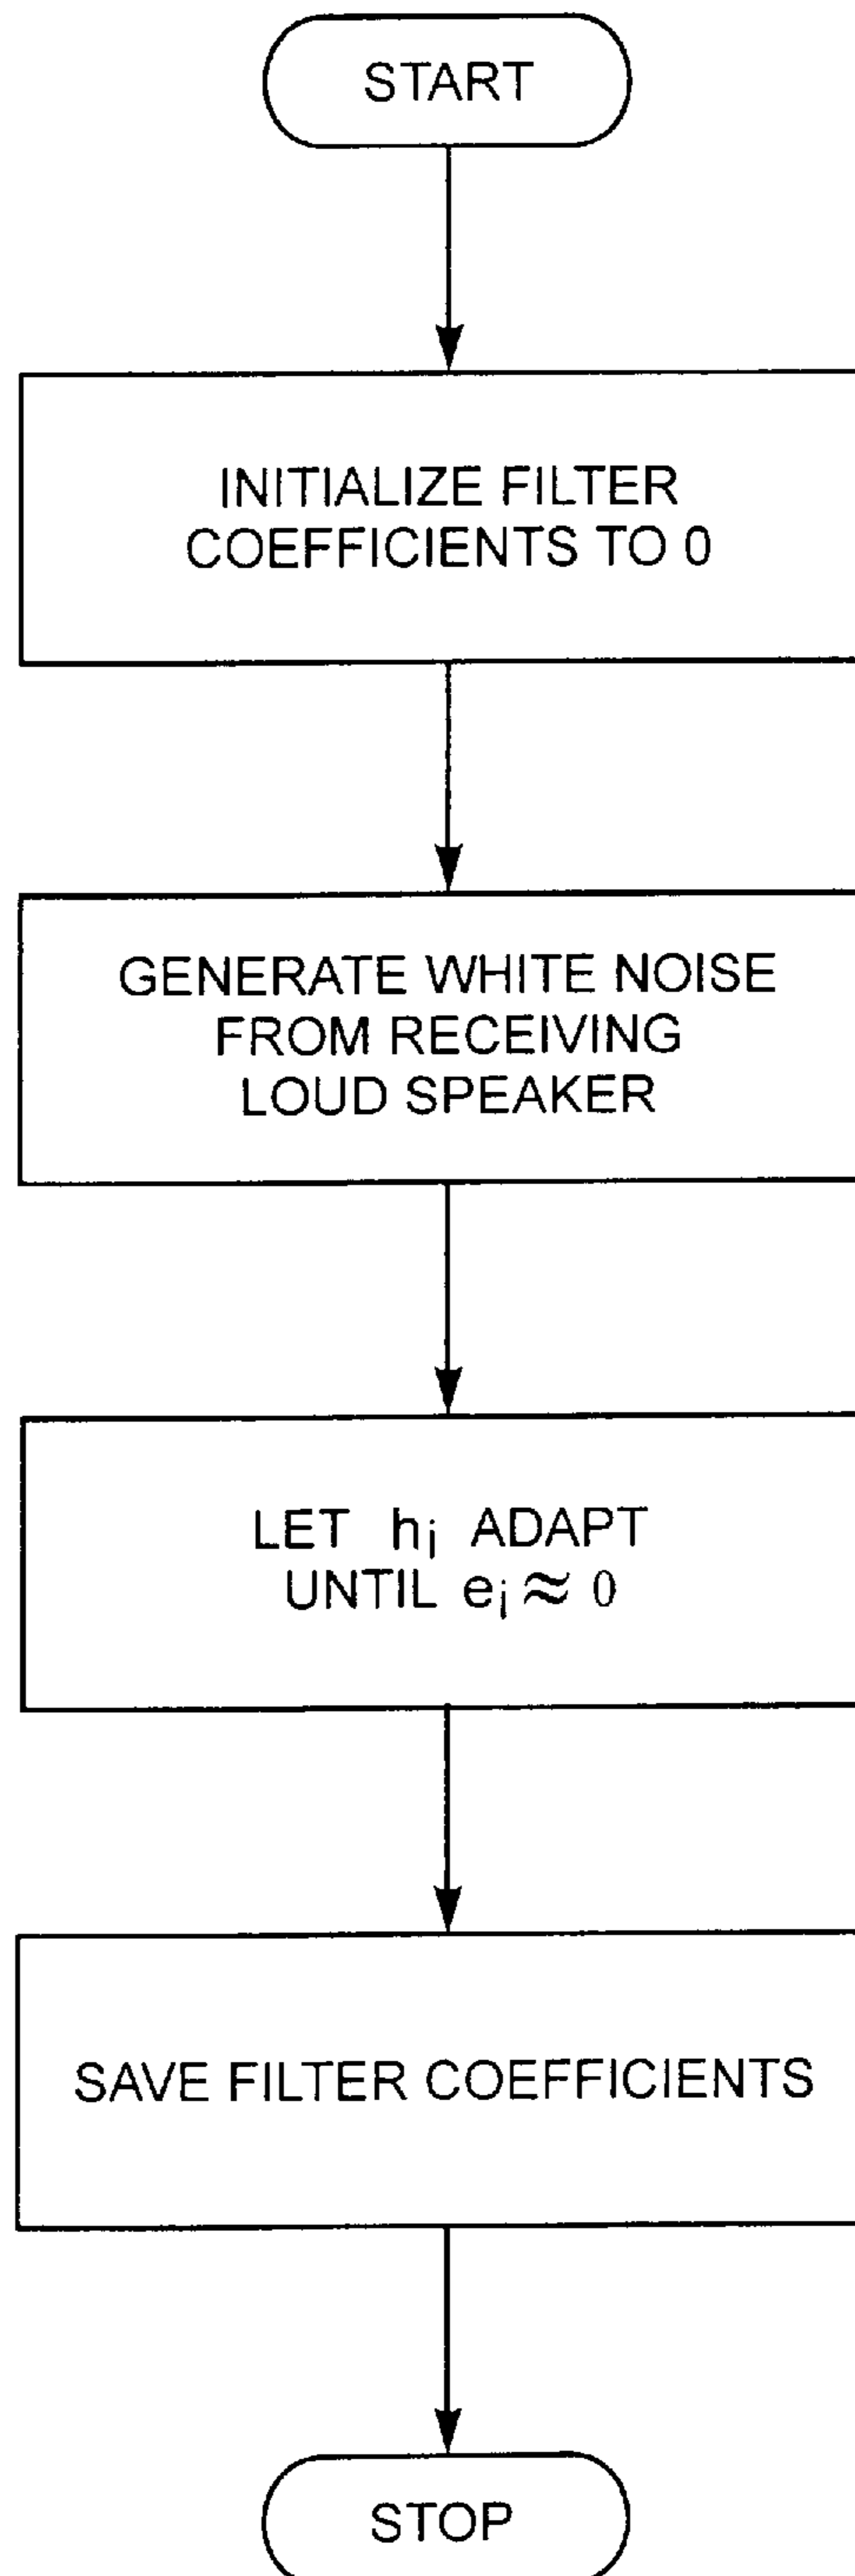 START
INITIALIZE FILTER
COEFFICIENTS TO 0
GENERATE WHITE NOISE
FROM RECEIVING
LOUD SPEAKER
LET hi ADAPT
UNTIL ei ≈ 0
SAVE FILTER COEFFICIENTS
STOP